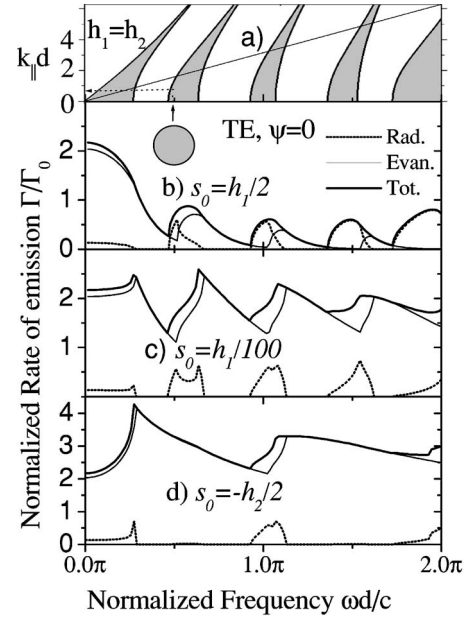 6
4
2
0
k∥d
h₁=h₂
a)
TE, ψ=0
Rad.
Evan.
Tot.
2
1
0
b) s₀=h₁/2
2
1
c) s₀=h₁/100
4
3
2
1
0
d) s₀=-h₂/2
Normalized Rate of emission Γ/Γ₀
0.0π
1.0π
2.0π
Normalized Frequency ωd/c